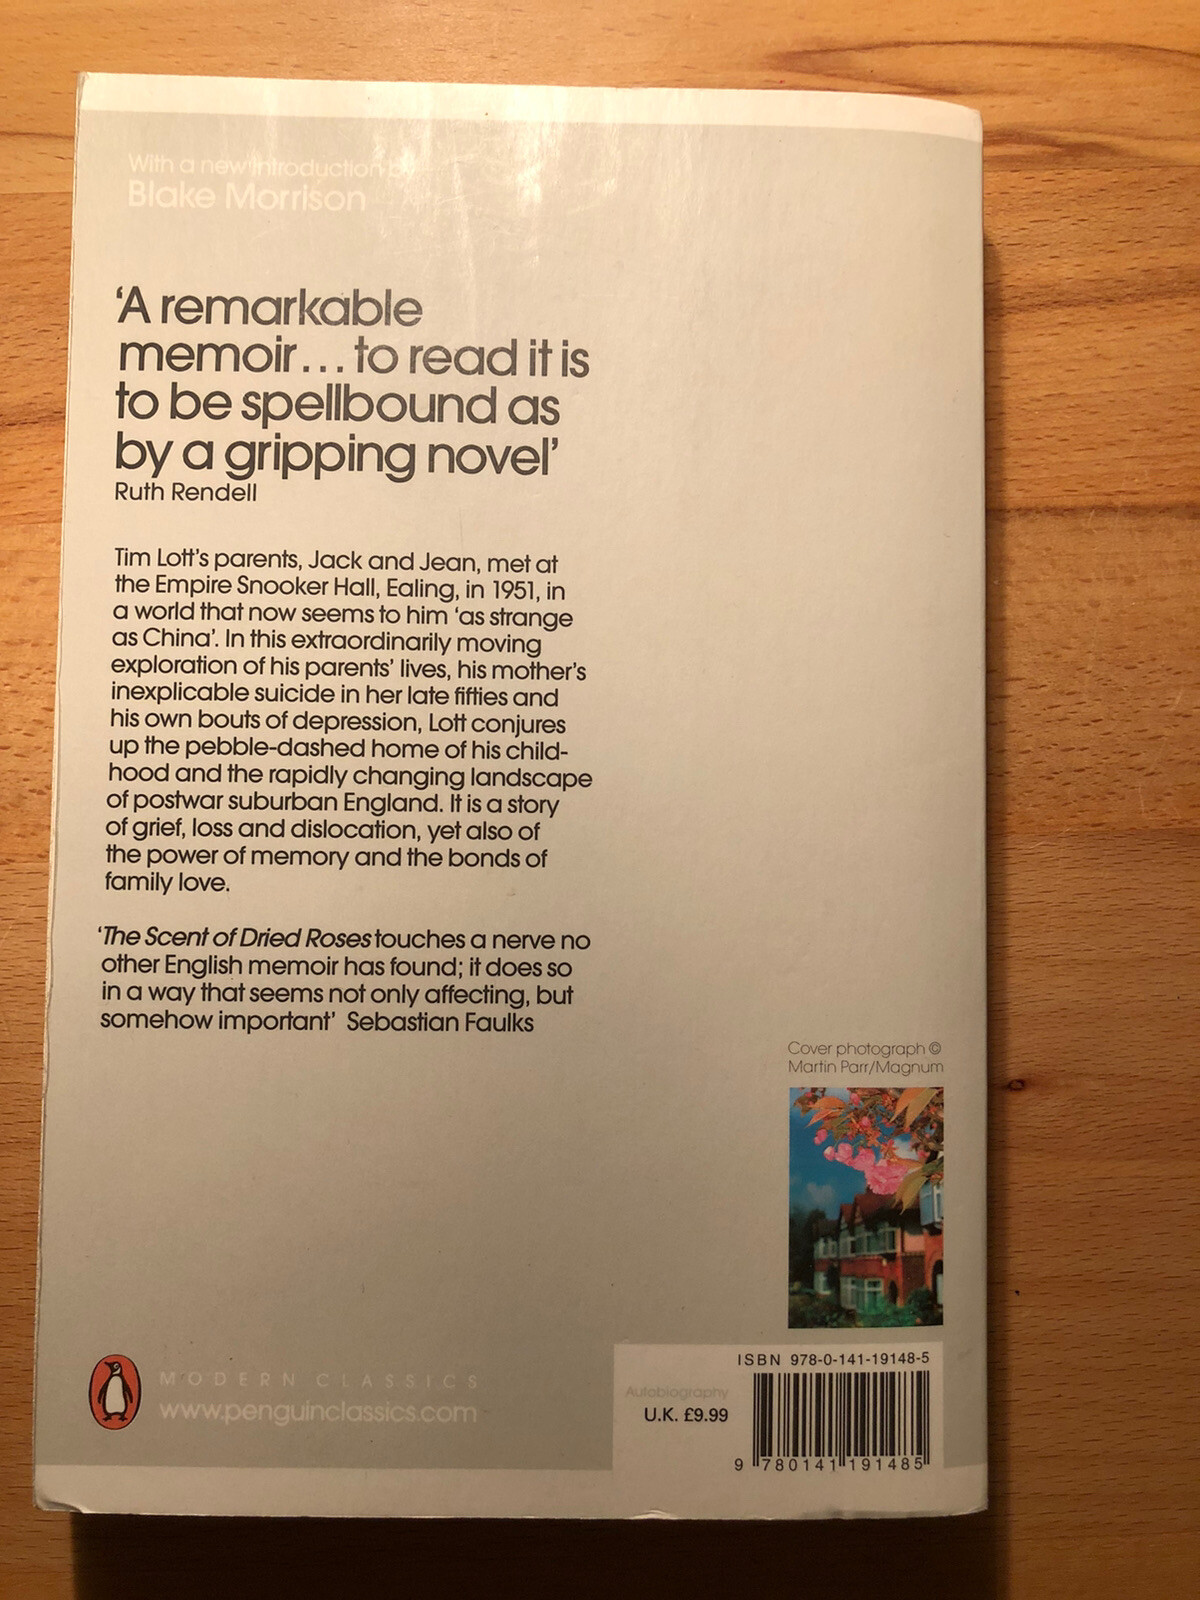 With a new introduction by
Blake Morrison
‘A remarkable
memoir... to read it is
to be spellbound as
by a gripping novel’
Ruth Rendell
Tim Lott’s parents, Jack and Jean, met at
the Empire Snooker Hall, Ealing, in 1951, in
a world that now seems to him ‘as strange
as China’. In this extraordinarily moving
exploration of his parents’ lives, his mother’s
inexplicable suicide in her late fifties and
his own bouts of depression, Lott conjures
up the pebble-dashed home of his child-
hood and the rapidly changing landscape
of postwar suburban England. It is a story
of grief, loss and dislocation, yet also of
the power of memory and the bonds of
family love.
‘The Scent of Dried Roses touches a nerve no
other English memoir has found; it does so
in a way that seems not only affecting, but
somehow important’ Sebastian Faulks
Cover photograph ©
Martin Parr/Magnum
MODERN CLASSICS
www.penguinclassics.com
ISBN 978-0-141-19148-5
Autobiography
U.K. £9.99
9 780141 191485